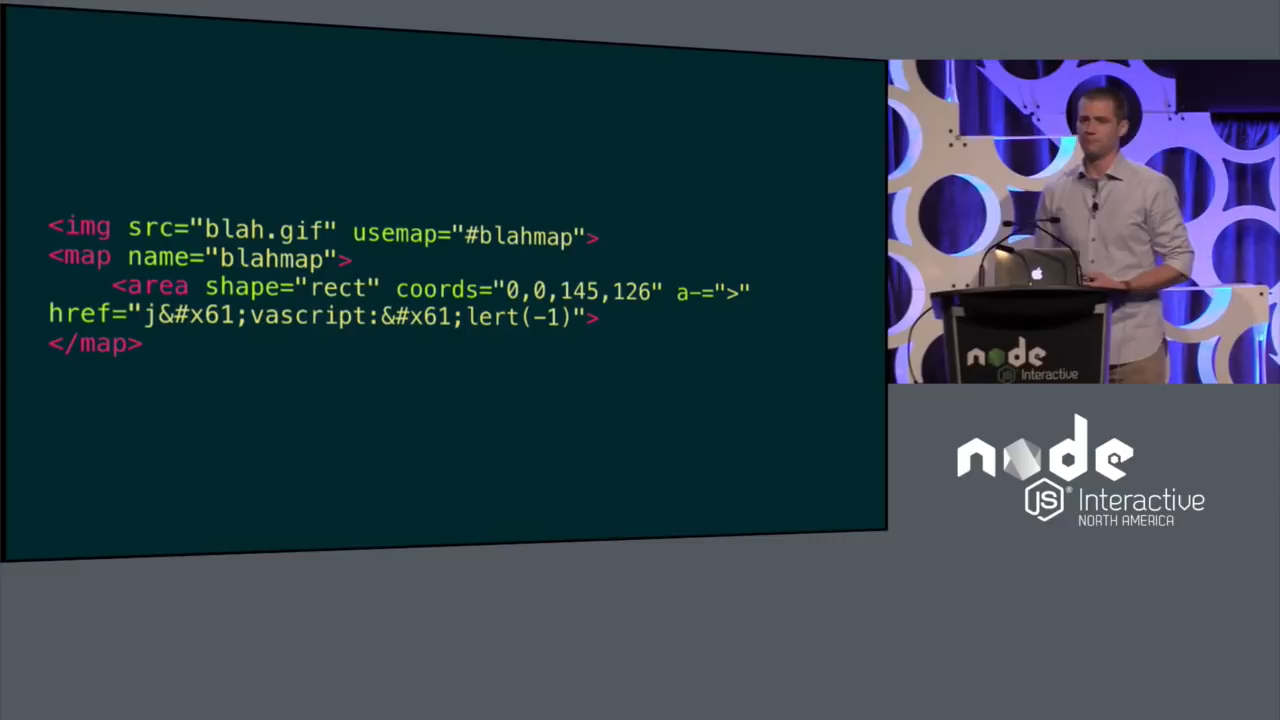 <img src="blah.gif" usemap="#blahmap">
<map name="blahmap">
<area shape="rect" coords="0,0,145,126" a-=">"
href="j&#x61;vascript:&#x61;lert(-1)">
</map>
node
JS Interactive
node
JS® Interactive
NORTH AMERICA